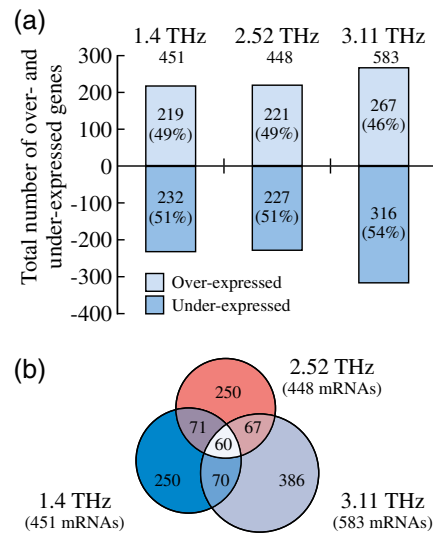 (a)
1.4 THz 2.52 THz 3.11 THz
451 448 583
Total number of over- and
under-expressed genes
300
200
100
0
-100
-200
-300
-400
219
(49%)
221
(49%)
267
(46%)
232
(51%)
227
(51%)
316
(54%)
Over-expressed
Under-expressed
(b)
2.52 THz
(448 mRNAs)
250
71
67
60
250
70
386
1.4 THz
(451 mRNAs)
3.11 THz
(583 mRNAs)